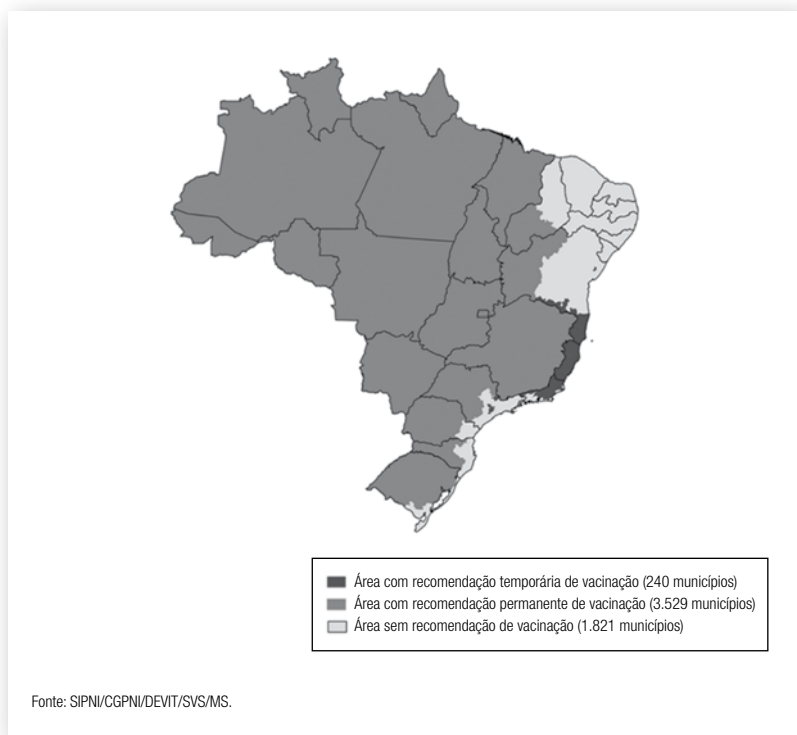 Área com recomendação temporária de vacinação (240 municípios)
Área com recomendação permanente de vacinação (3.529 municípios)
Área sem recomendação de vacinação (1.821 municípios)
Fonte: SIPNI/CGPNI/DEVIT/SVS/MS.